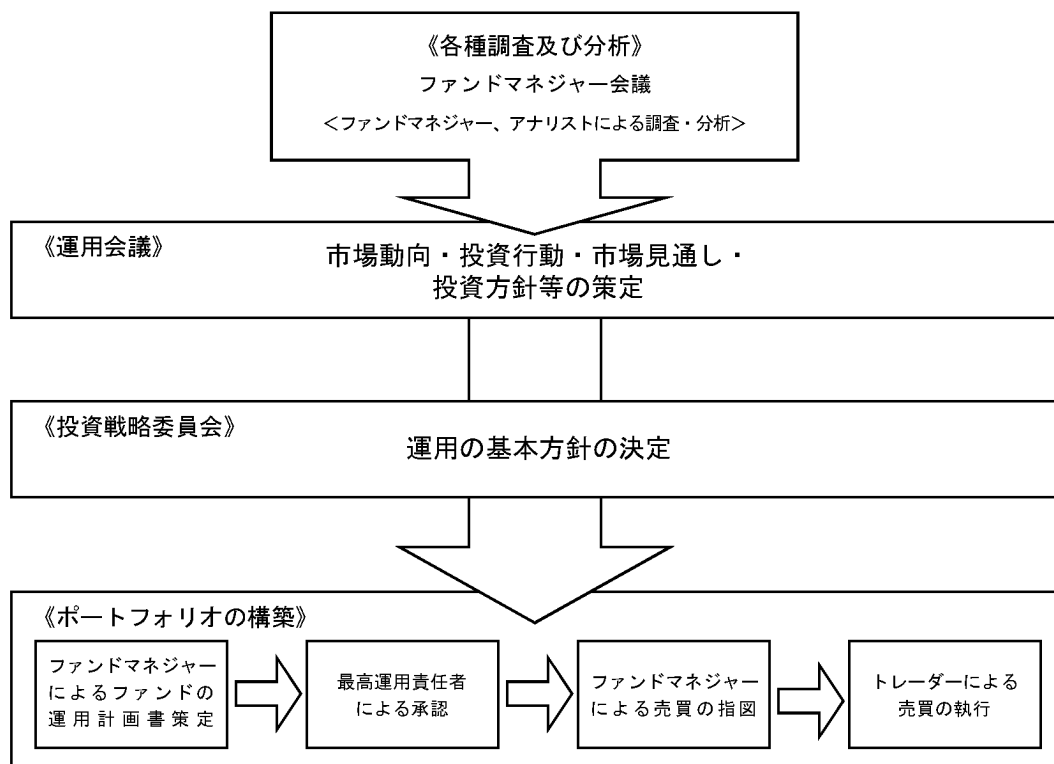 《各種調査及び分析》
ファンドマネジャー会議
＜ファンドマネジャー、アナリストによる調査・分析＞
《運用会議》
市場動向・投資行動・市場見通し・
投資方針等の策定
《投資戦略委員会》
運用の基本方針の決定
《ポートフォリオの構築》
ファンドマネジャー
によるファンドの
運用計画書策定
最高運用責任者
による承認
ファンドマネジャー
による売買の指図
トレーダーによる
売買の執行